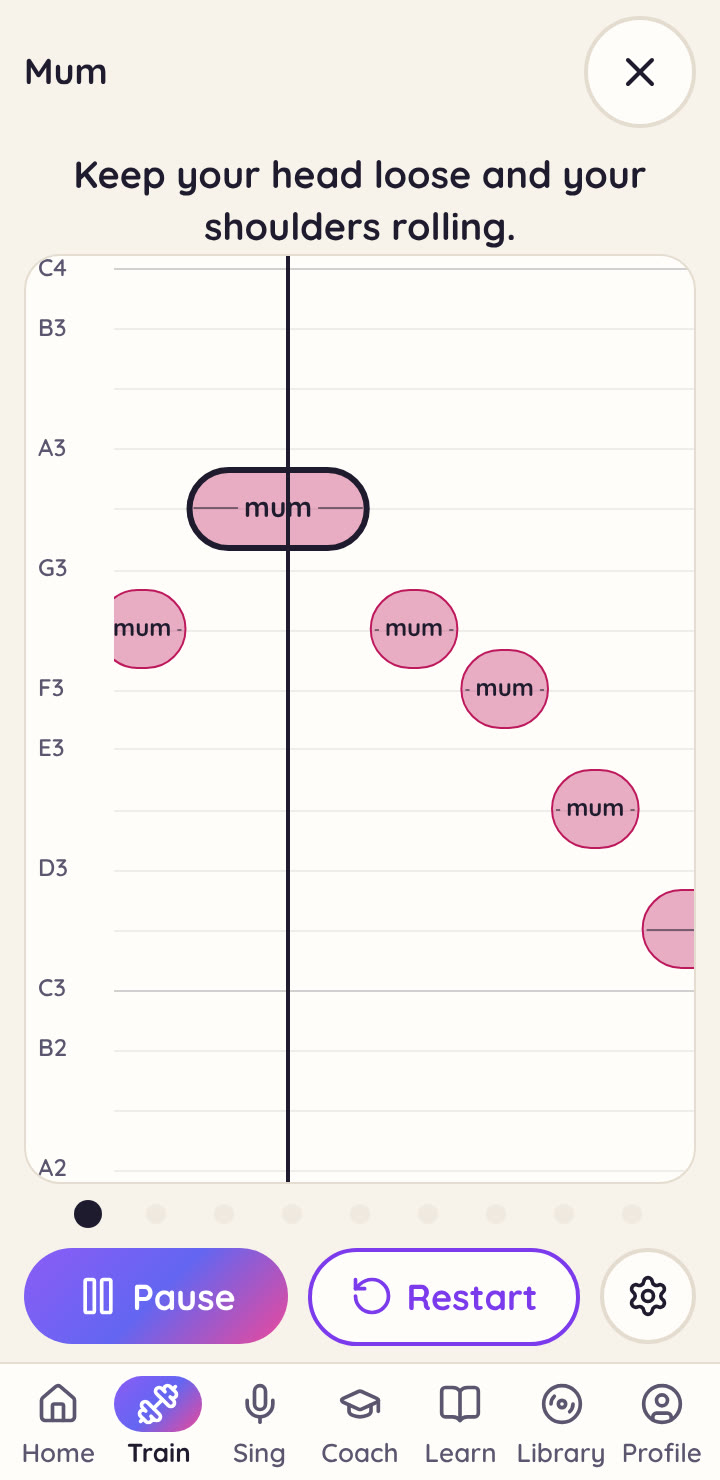 Mum
Keep your head loose and your
shoulders rolling.
C4
B3
A3
mum
G3
mum
mum
F3
mum
E3
mum
D3
C3
B2
A2
Pause
Restart
Home
Train
Sing
Coach
Learn
Library
Profile